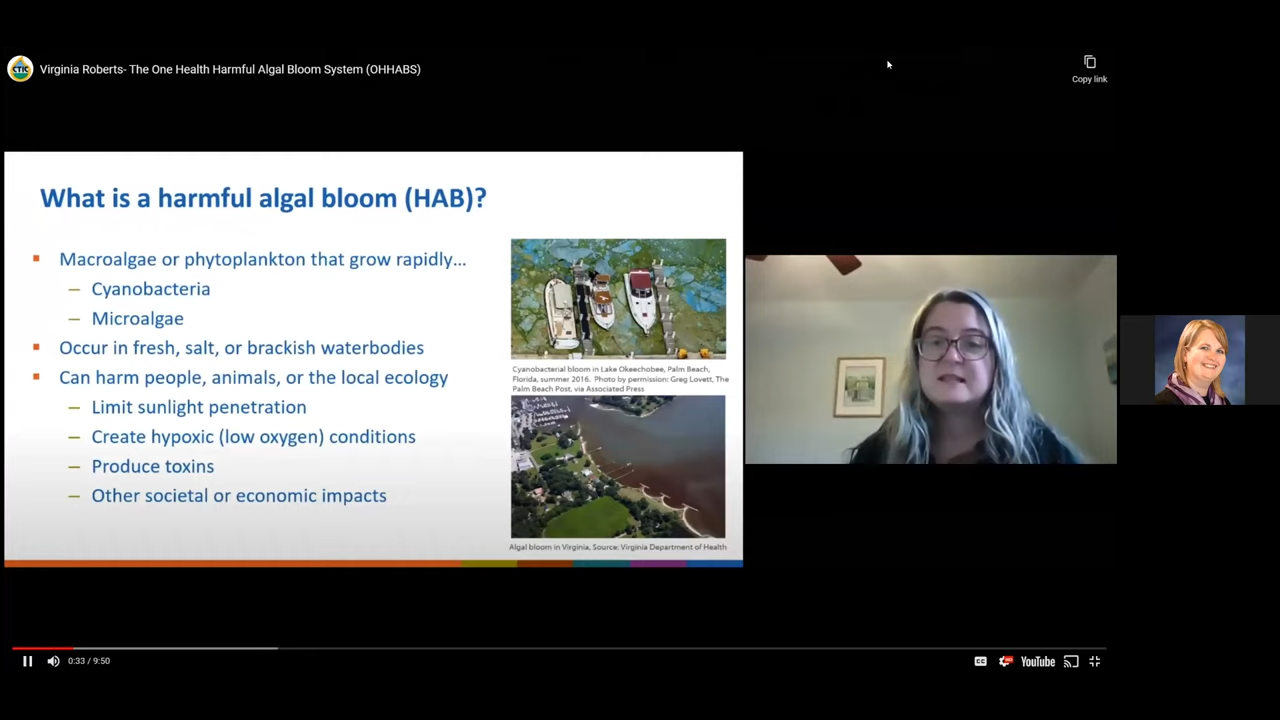 CTIC
Virginia Roberts- The One Health Harmful Algal Bloom System (OHHABS)
Copy link
What is a harmful algal bloom (HAB)?
Macroalgae or phytoplankton that grow rapidly…
– Cyanobacteria
– Microalgae
Occur in fresh, salt, or brackish waterbodies
Can harm people, animals, or the local ecology
– Limit sunlight penetration
– Create hypoxic (low oxygen) conditions
– Produce toxins
– Other societal or economic impacts
Cyanobacterial bloom in Lake Okeechobee, Palm Beach,
Florida, summer 2016. Photo by permission: Greg Lovett, The
Palm Beach Post, via Associated Press
Algal bloom in Virginia, Source: Virginia Department of Health
0:33 / 9:50
CC
YouTube